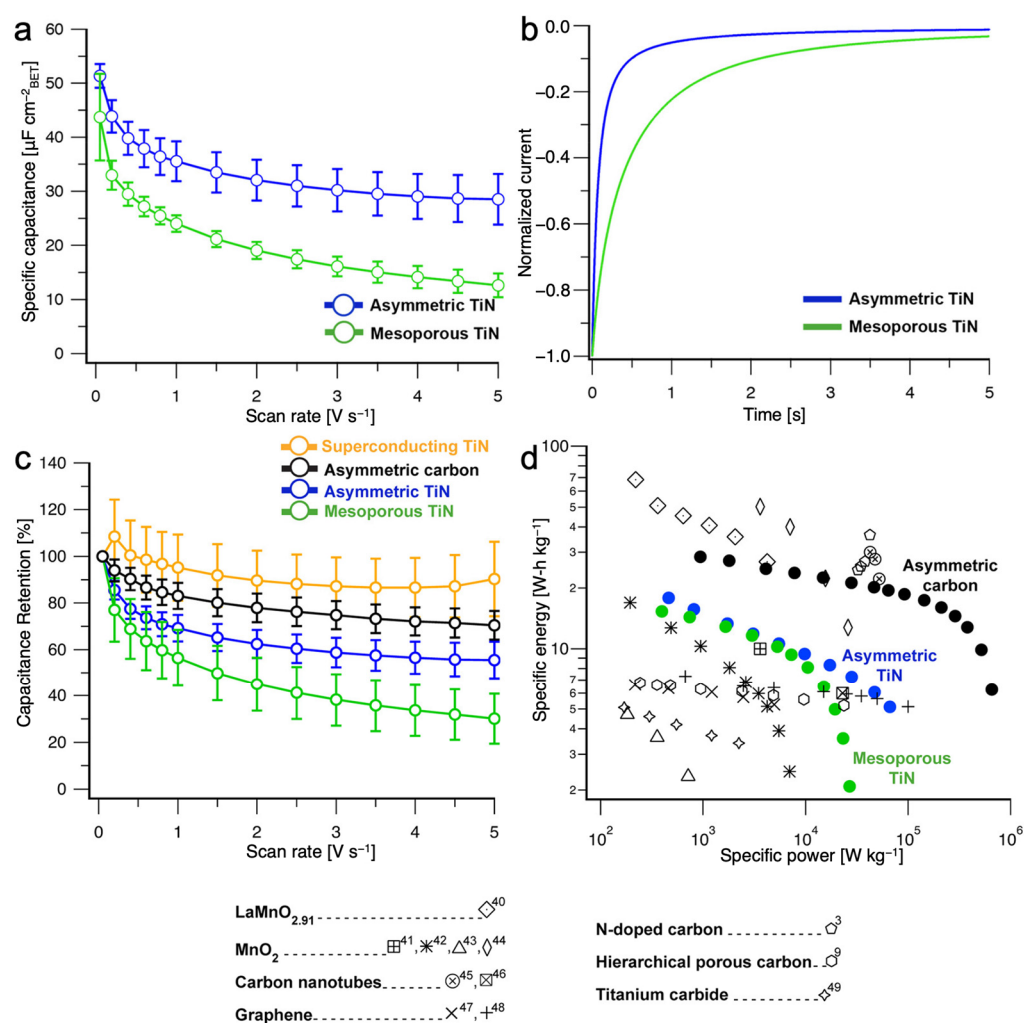 a
60
50
40
30
20
10
0
Specific capacitance [µF cm⁻²BET]
0 1 2 3 4 5
Scan rate [V s⁻¹]
Asymmetric TiN
Mesoporous TiN
b
0.0
−0.2
−0.4
−0.6
−0.8
−1.0
Normalized current
0 1 2 3 4 5
Time [s]
Asymmetric TiN
Mesoporous TiN
c
Superconducting TiN
Asymmetric carbon
Asymmetric TiN
Mesoporous TiN
140
120
100
80
60
40
20
0
Capacitance Retention [%]
0 1 2 3 4 5
Scan rate [V s⁻¹]
d
100
7
6
5
4
3
2
10
7
6
5
4
3
2
Specific energy [W-h kg⁻¹]
10² 10³ 10⁴ 10⁵ 10⁶
Specific power [W kg⁻¹]
Asymmetric
carbon
Asymmetric
TiN
Mesoporous
TiN
LaMnO2.91 40
MnO2 41, 42, 43, 44
Carbon nanotubes 45, 46
Graphene 47, 48
N-doped carbon 3
Hierarchical porous carbon 9
Titanium carbide 49